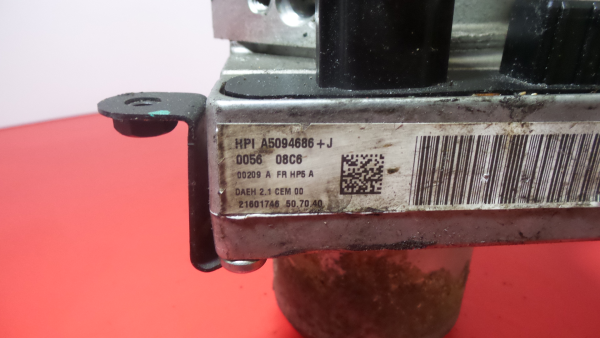 HPI A5094686+J
0056 08C6
00209 A FR HP5 A
DAEH 2.1 CEM 00
21601746 50.70.40